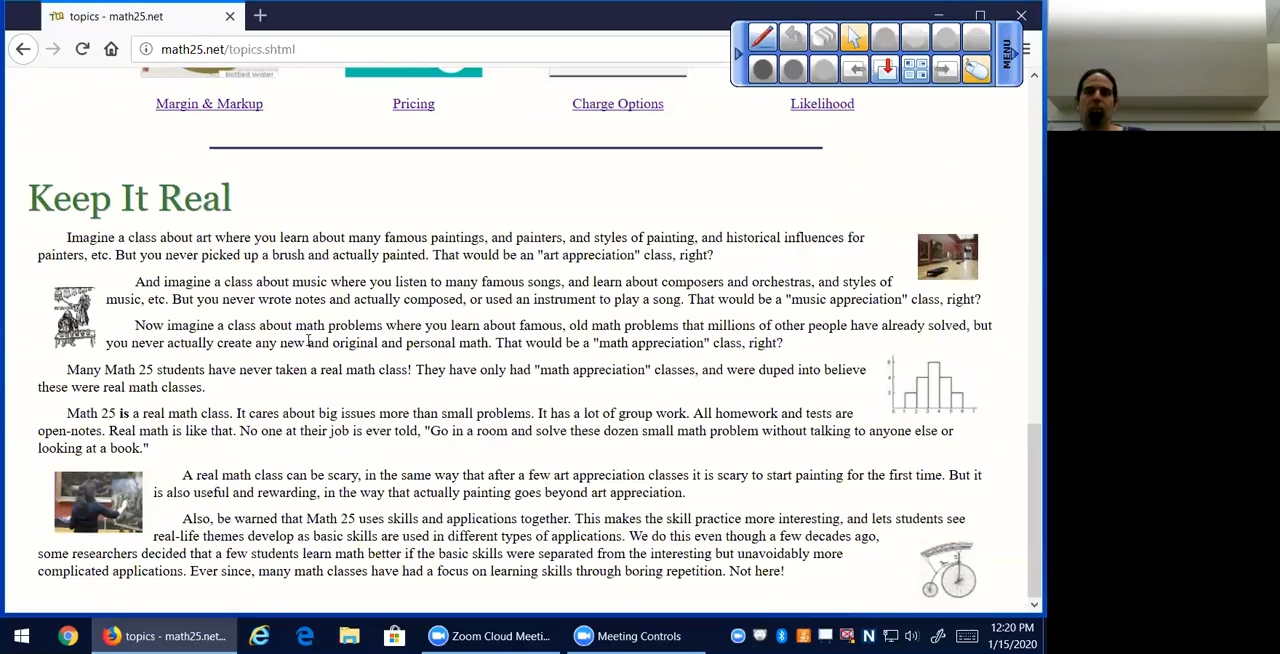 topics - math25.net
math25.net/topics.shtml
MENU
Bottled Water
Margin & Markup Pricing Charge Options Likelihood
Keep It Real
Imagine a class about art where you learn about many famous paintings, and painters, and styles of painting, and historical influences for
painters, etc. But you never picked up a brush and actually painted. That would be an "art appreciation" class, right?
And imagine a class about music where you listen to many famous songs, and learn about composers and orchestras, and styles of
music, etc. But you never wrote notes and actually composed, or used an instrument to play a song. That would be a "music appreciation" class, right?
Now imagine a class about math problems where you learn about famous, old math problems that millions of other people have already solved, but
you never actually create any new and original and personal math. That would be a "math appreciation" class, right?
Many Math 25 students have never taken a real math class! They have only had "math appreciation" classes, and were duped into believe
these were real math classes.
Math 25 is a real math class. It cares about big issues more than small problems. It has a lot of group work. All homework and tests are
open-notes. Real math is like that. No one at their job is ever told, "Go in a room and solve these dozen small math problem without talking to anyone else or
looking at a book."
A real math class can be scary, in the same way that after a few art appreciation classes it is scary to start painting for the first time. But it
is also useful and rewarding, in the way that actually painting goes beyond art appreciation.
Also, be warned that Math 25 uses skills and applications together. This makes the skill practice more interesting, and lets students see
real-life themes develop as basic skills are used in different types of applications. We do this even though a few decades ago,
some researchers decided that a few students learn math better if the basic skills were separated from the interesting but unavoidably more
complicated applications. Ever since, many math classes have had a focus on learning skills through boring repetition. Not here!
topics - math25.net... Zoom Cloud Meeti... Meeting Controls
12:20 PM
1/15/2020